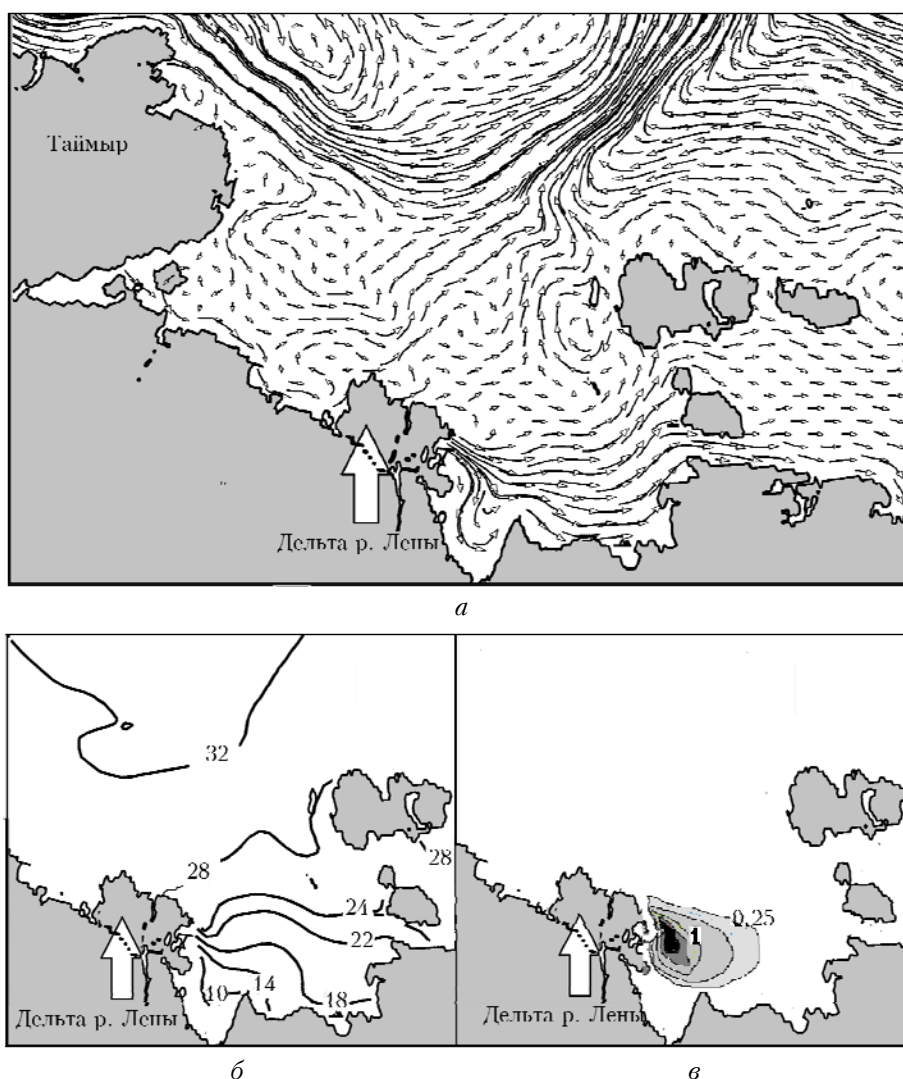 Таймыр
Дельта р. Лены
а
32
28
28
24
22
10
14
18
Дельта р. Лены
б
0,25
1
Дельта р. Лены
в